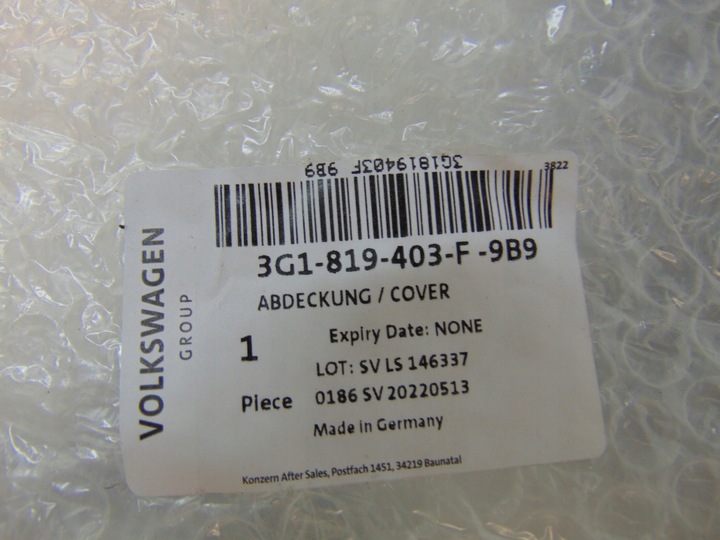 3G1819403F 9B9
3822
3G1-819-403-F -9B9
ABDECKUNG / COVER
VOLKSWAGEN
GROUP
1
Piece
Expiry Date: NONE
LOT: SV LS 146337
0186 SV 20220513
Made in Germany
Konzern After Sales, Postfach 1451, 34219 Baunatal